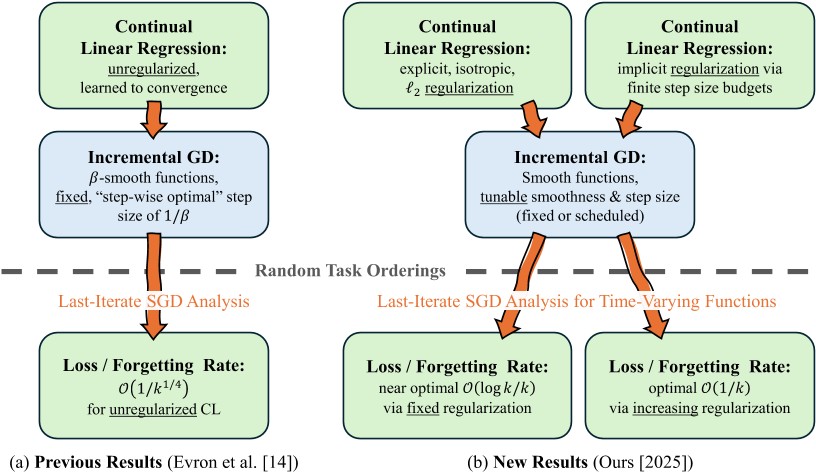 Continual
Linear Regression:
unregularized,
learned to convergence
Incremental GD:
β-smooth functions,
fixed, “step-wise optimal” step
size of 1/β
Continual
Linear Regression:
explicit, isotropic,
ℓ₂ regularization
Continual
Linear Regression:
implicit regularization via
finite step size budgets
Incremental GD:
Smooth functions,
tunable smoothness & step size
(fixed or scheduled)
Random Task Orderings
Last-Iterate SGD Analysis
Last-Iterate SGD Analysis for Time-Varying Functions
Loss / Forgetting Rate:
𝒪(1/k^{1/4})
for unregularized CL
Loss / Forgetting Rate:
near optimal 𝒪(log k/k)
via fixed regularization
Loss / Forgetting Rate:
optimal 𝒪(1/k)
via increasing regularization
(a) Previous Results (Evron et al. [14])
(b) New Results (Ours [2025])